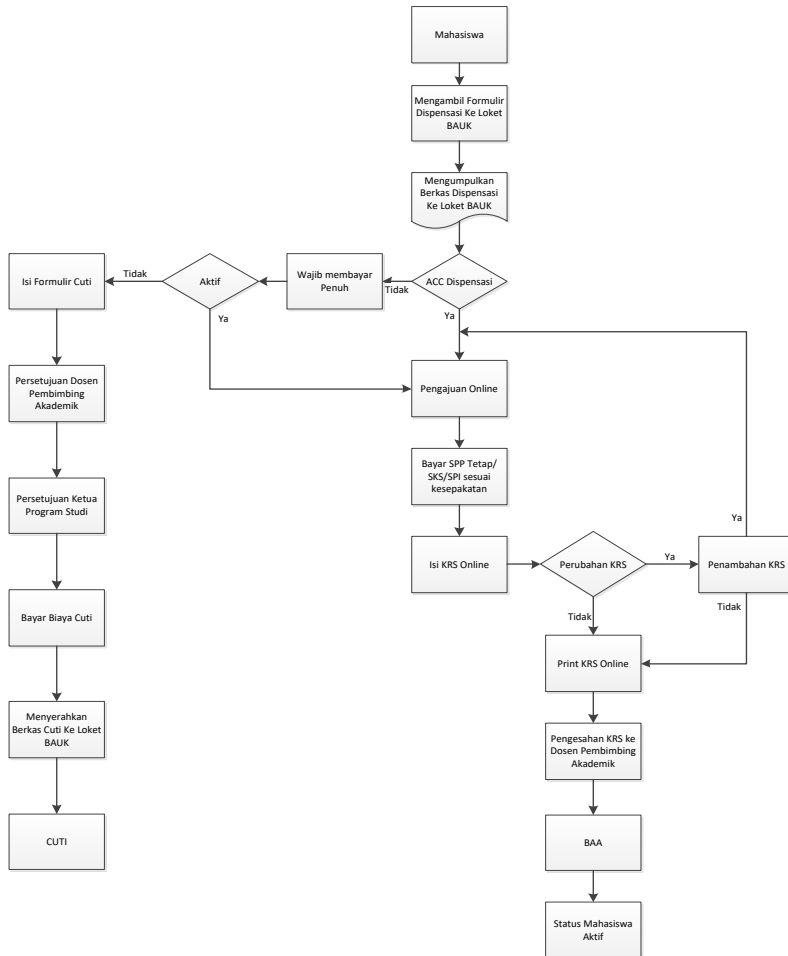 Mahasiswa
Mengambil Formulir
Dispensasi Ke Loket
BAUK
Mengumpulkan
Berkas Dispensasi
Ke Loket BAUK
ACC Dispensasi
Tidak
Ya
Wajib membayar
Penuh
Aktif
Tidak
Ya
Isi Formulir Cuti
Persetujuan Dosen
Pembimbing
Akademik
Persetujuan Ketua
Program Studi
Bayar Biaya Cuti
Menyerahkan
Berkas Cuti Ke Loket
BAUK
CUTI
Pengajuan Online
Bayar SPP Tetap/
SKS/SPI sesuai
kesepakatan
Isi KRS Online
Perubahan KRS
Ya
Tidak
Penambahan KRS
Ya
Tidak
Print KRS Online
Pengesahan KRS ke
Dosen Pembimbing
Akademik
BAA
Status Mahasiswa
Aktif